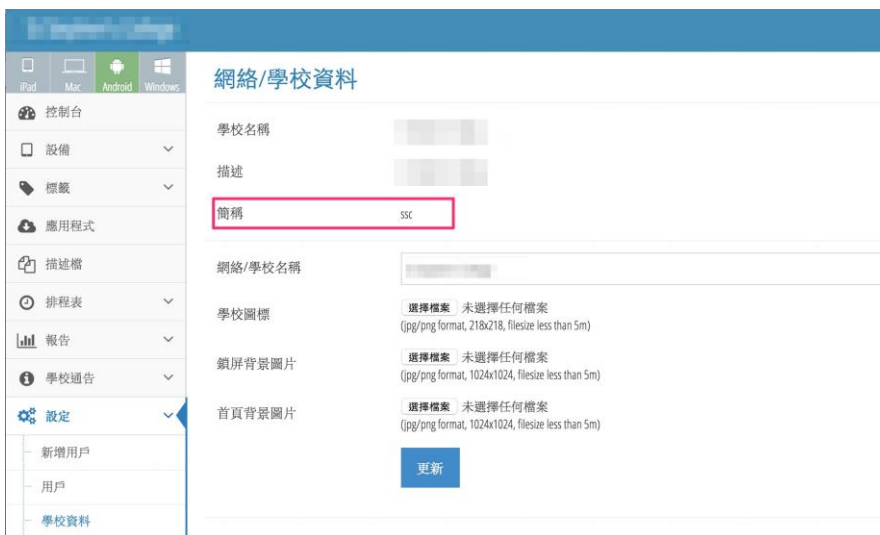 iPad Mac Android Windows
控制台
設備
標籤
應用程式
描述檔
排程表
報告
學校通告
設定
新增用戶
用戶
學校資料
網絡/學校資料
學校名稱
描述
簡稱 ssc
網絡/學校名稱
學校圖標 選擇檔案 未選擇任何檔案
(jpg/png format, 218x218, filesize less than 5m)
鎖屏背景圖片 選擇檔案 未選擇任何檔案
(jpg/png format, 1024x1024, filesize less than 5m)
首頁背景圖片 選擇檔案 未選擇任何檔案
(jpg/png format, 1024x1024, filesize less than 5m)
更新